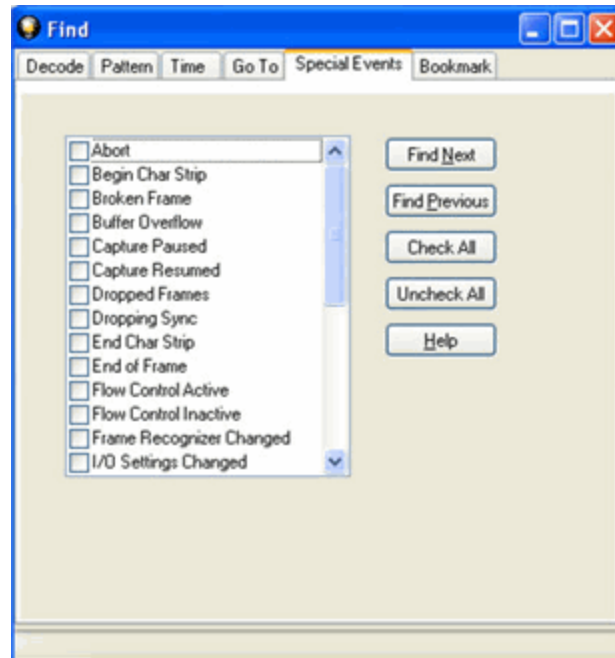 Find
Decode Pattern Time Go To Special Events Bookmark
Abort
Begin Char Strip
Broken Frame
Buffer Overflow
Capture Paused
Capture Resumed
Dropped Frames
Dropping Sync
End Char Strip
End of Frame
Flow Control Active
Flow Control Inactive
Frame Recognizer Changed
I/O Settings Changed
Find Next
Find Previous
Check All
Uncheck All
Help